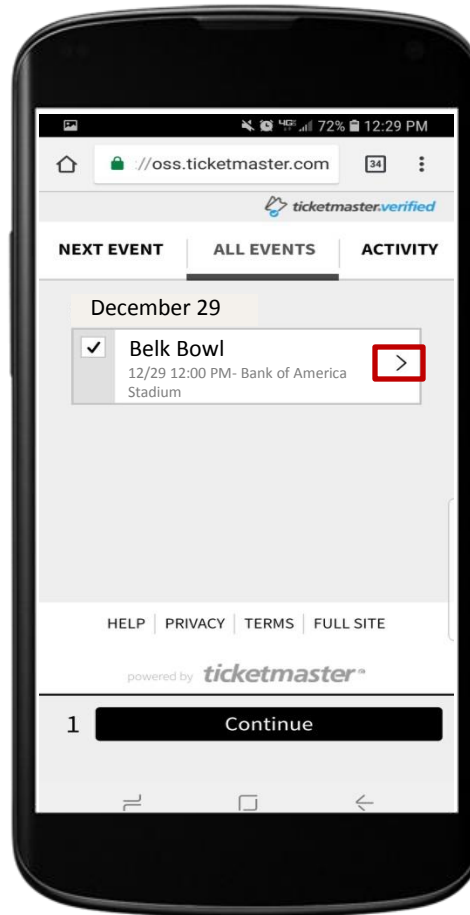 4G 72% 12:29 PM
://oss.ticketmaster.com 34
ticketmaster.verified
NEXT EVENT ALL EVENTS ACTIVITY
December 29
Belk Bowl
12/29 12:00 PM- Bank of America
Stadium
HELP PRIVACY TERMS FULL SITE
powered by ticketmaster
1 Continue